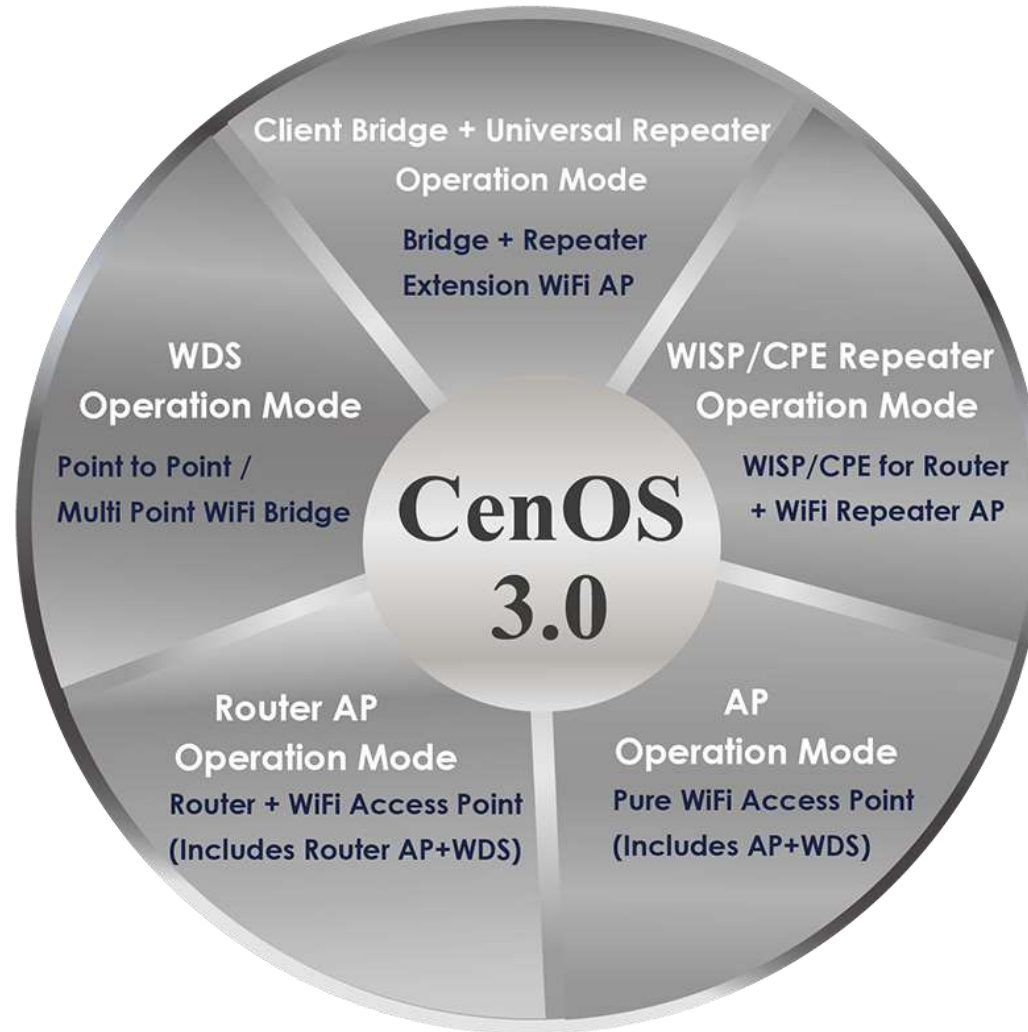 Client Bridge + Universal Repeater
Operation Mode
Bridge + Repeater
Extension WiFi AP
WISP/CPE Repeater
Operation Mode
WISP/CPE for Router
+ WiFi Repeater AP
AP
Operation Mode
Pure WiFi Access Point
(Includes AP+WDS)
Router AP
Operation Mode
Router + WiFi Access Point
(Includes Router AP+WDS)
WDS
Operation Mode
Point to Point /
Multi Point WiFi Bridge
CenOS
3.0